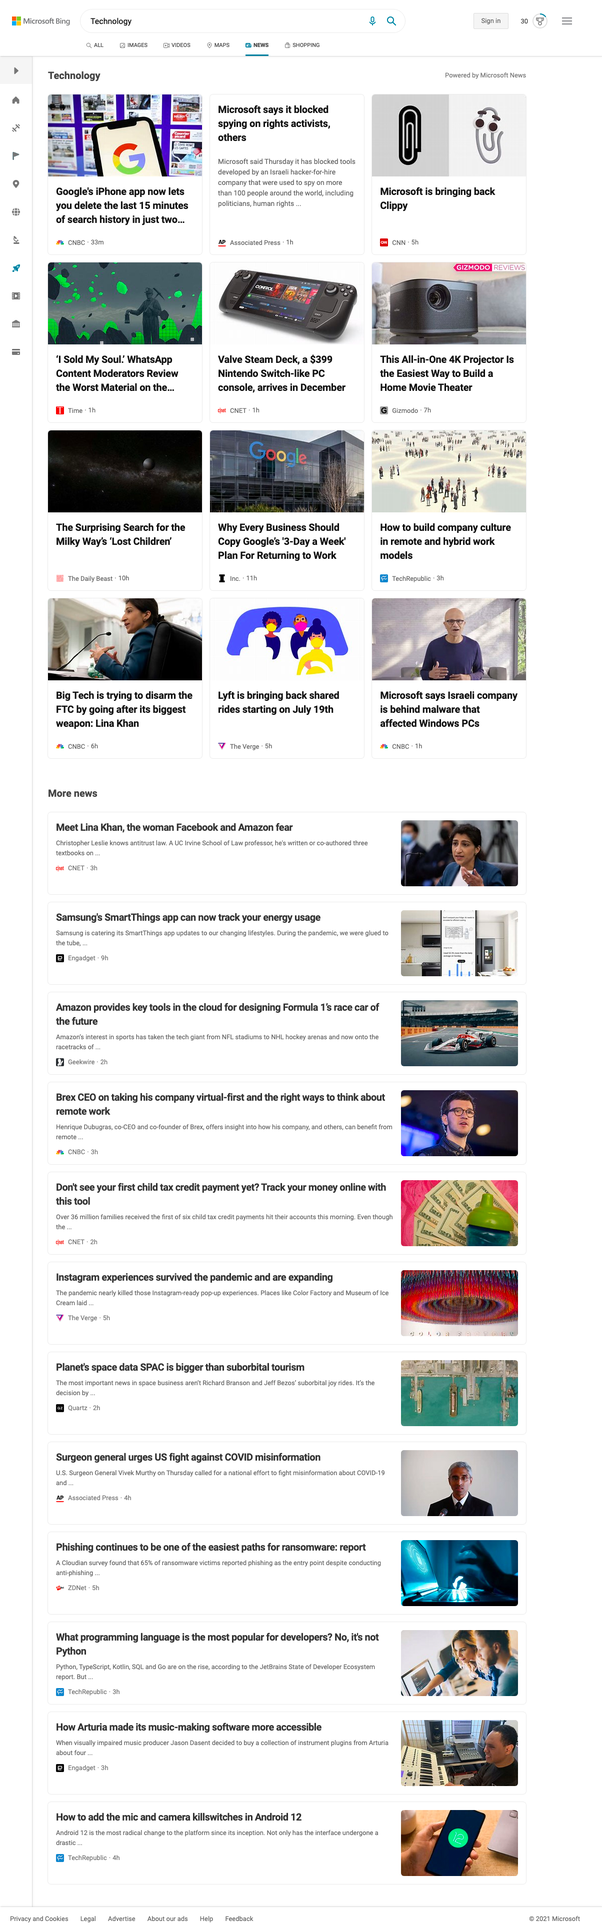 Microsoft Bing
Technology
Sign in
30
ALL
IMAGES
VIDEOS
MAPS
NEWS
SHOPPING
Technology
Powered by Microsoft News
Google's iPhone app now lets
you delete the last 15 minutes
of search history in just two...
CNBC · 33m
Microsoft says it blocked
spying on rights activists,
others
Microsoft said Thursday it has blocked tools
developed by an Israeli hacker-for-hire
company that were used to spy on more
than 100 people around the world, including
politicians, human rights ...
AP Associated Press · 1h
Microsoft is bringing back
Clippy
CNN · 5h
'I Sold My Soul.' WhatsApp
Content Moderators Review
the Worst Material on the...
Time · 1h
CONTROL
Valve Steam Deck, a $399
Nintendo Switch-like PC
console, arrives in December
CNET · 1h
GIZMODO REVIEWS
This All-in-One 4K Projector Is
the Easiest Way to Build a
Home Movie Theater
Gizmodo · 7h
The Surprising Search for the
Milky Way's 'Lost Children'
The Daily Beast · 10h
Google
Why Every Business Should
Copy Google's '3-Day a Week'
Plan For Returning to Work
Inc. · 11h
How to build company culture
in remote and hybrid work
models
TechRepublic · 3h
Big Tech is trying to disarm the
FTC by going after its biggest
weapon: Lina Khan
CNBC · 6h
Lyft is bringing back shared
rides starting on July 19th
The Verge · 5h
Microsoft says Israeli company
is behind malware that
affected Windows PCs
CNBC · 1h
More news
Meet Lina Khan, the woman Facebook and Amazon fear
Christopher Leslie knows antitrust law. A UC Irvine School of Law professor, he's written or co-authored three
textbooks on ...
CNET · 3h
Samsung's SmartThings app can now track your energy usage
Samsung is catering its SmartThings app updates to our changing lifestyles. During the pandemic, we were glued to
the tube, ...
Engadget · 9h
Amazon provides key tools in the cloud for designing Formula 1's race car of
the future
Amazon's interest in sports has taken the tech giant from NFL stadiums to NHL hockey arenas and now onto the
racetracks of ...
Geekwire · 2h
Brex CEO on taking his company virtual-first and the right ways to think about
remote work
Henrique Dubugras, co-CEO and co-founder of Brex, offers insight into how his company, and others, can benefit from
remote ...
CNBC · 3h
Don't see your first child tax credit payment yet? Track your money online with
this tool
Over 36 million families received the first of six child tax credit payments hit their accounts this morning. Even though
the ...
CNET · 2h
Instagram experiences survived the pandemic and are expanding
The pandemic nearly killed those Instagram-ready pop-up experiences. Places like Color Factory and Museum of Ice
Cream laid ...
The Verge · 5h
Planet's space data SPAC is bigger than suborbital tourism
The most important news in space business aren't Richard Branson and Jeff Bezos' suborbital joy rides. It's the
decision by ...
Quartz · 2h
Surgeon general urges US fight against COVID misinformation
U.S. Surgeon General Vivek Murthy on Thursday called for a national effort to fight misinformation about COVID-19
and ...
AP Associated Press · 4h
Phishing continues to be one of the easiest paths for ransomware: report
A Cloudian survey found that 65% of ransomware victims reported phishing as the entry point despite conducting
anti-phishing ...
ZDNet · 5h
What programming language is the most popular for developers? No, it's not
Python
Python, TypeScript, Kotlin, SQL and Go are on the rise, according to the JetBrains State of Developer Ecosystem
report. But ...
TechRepublic · 3h
How Arturia made its music-making software more accessible
When visually impaired music producer Jason Dasent decided to buy a collection of instrument plugins from Arturia
about four ...
Engadget · 3h
How to add the mic and camera killswitches in Android 12
Android 12 is the most radical change to the platform since its inception. Not only has the interface undergone a
drastic ...
TechRepublic · 4h
Privacy and Cookies
Legal
Advertise
About our ads
Help
Feedback
© 2021 Microsoft